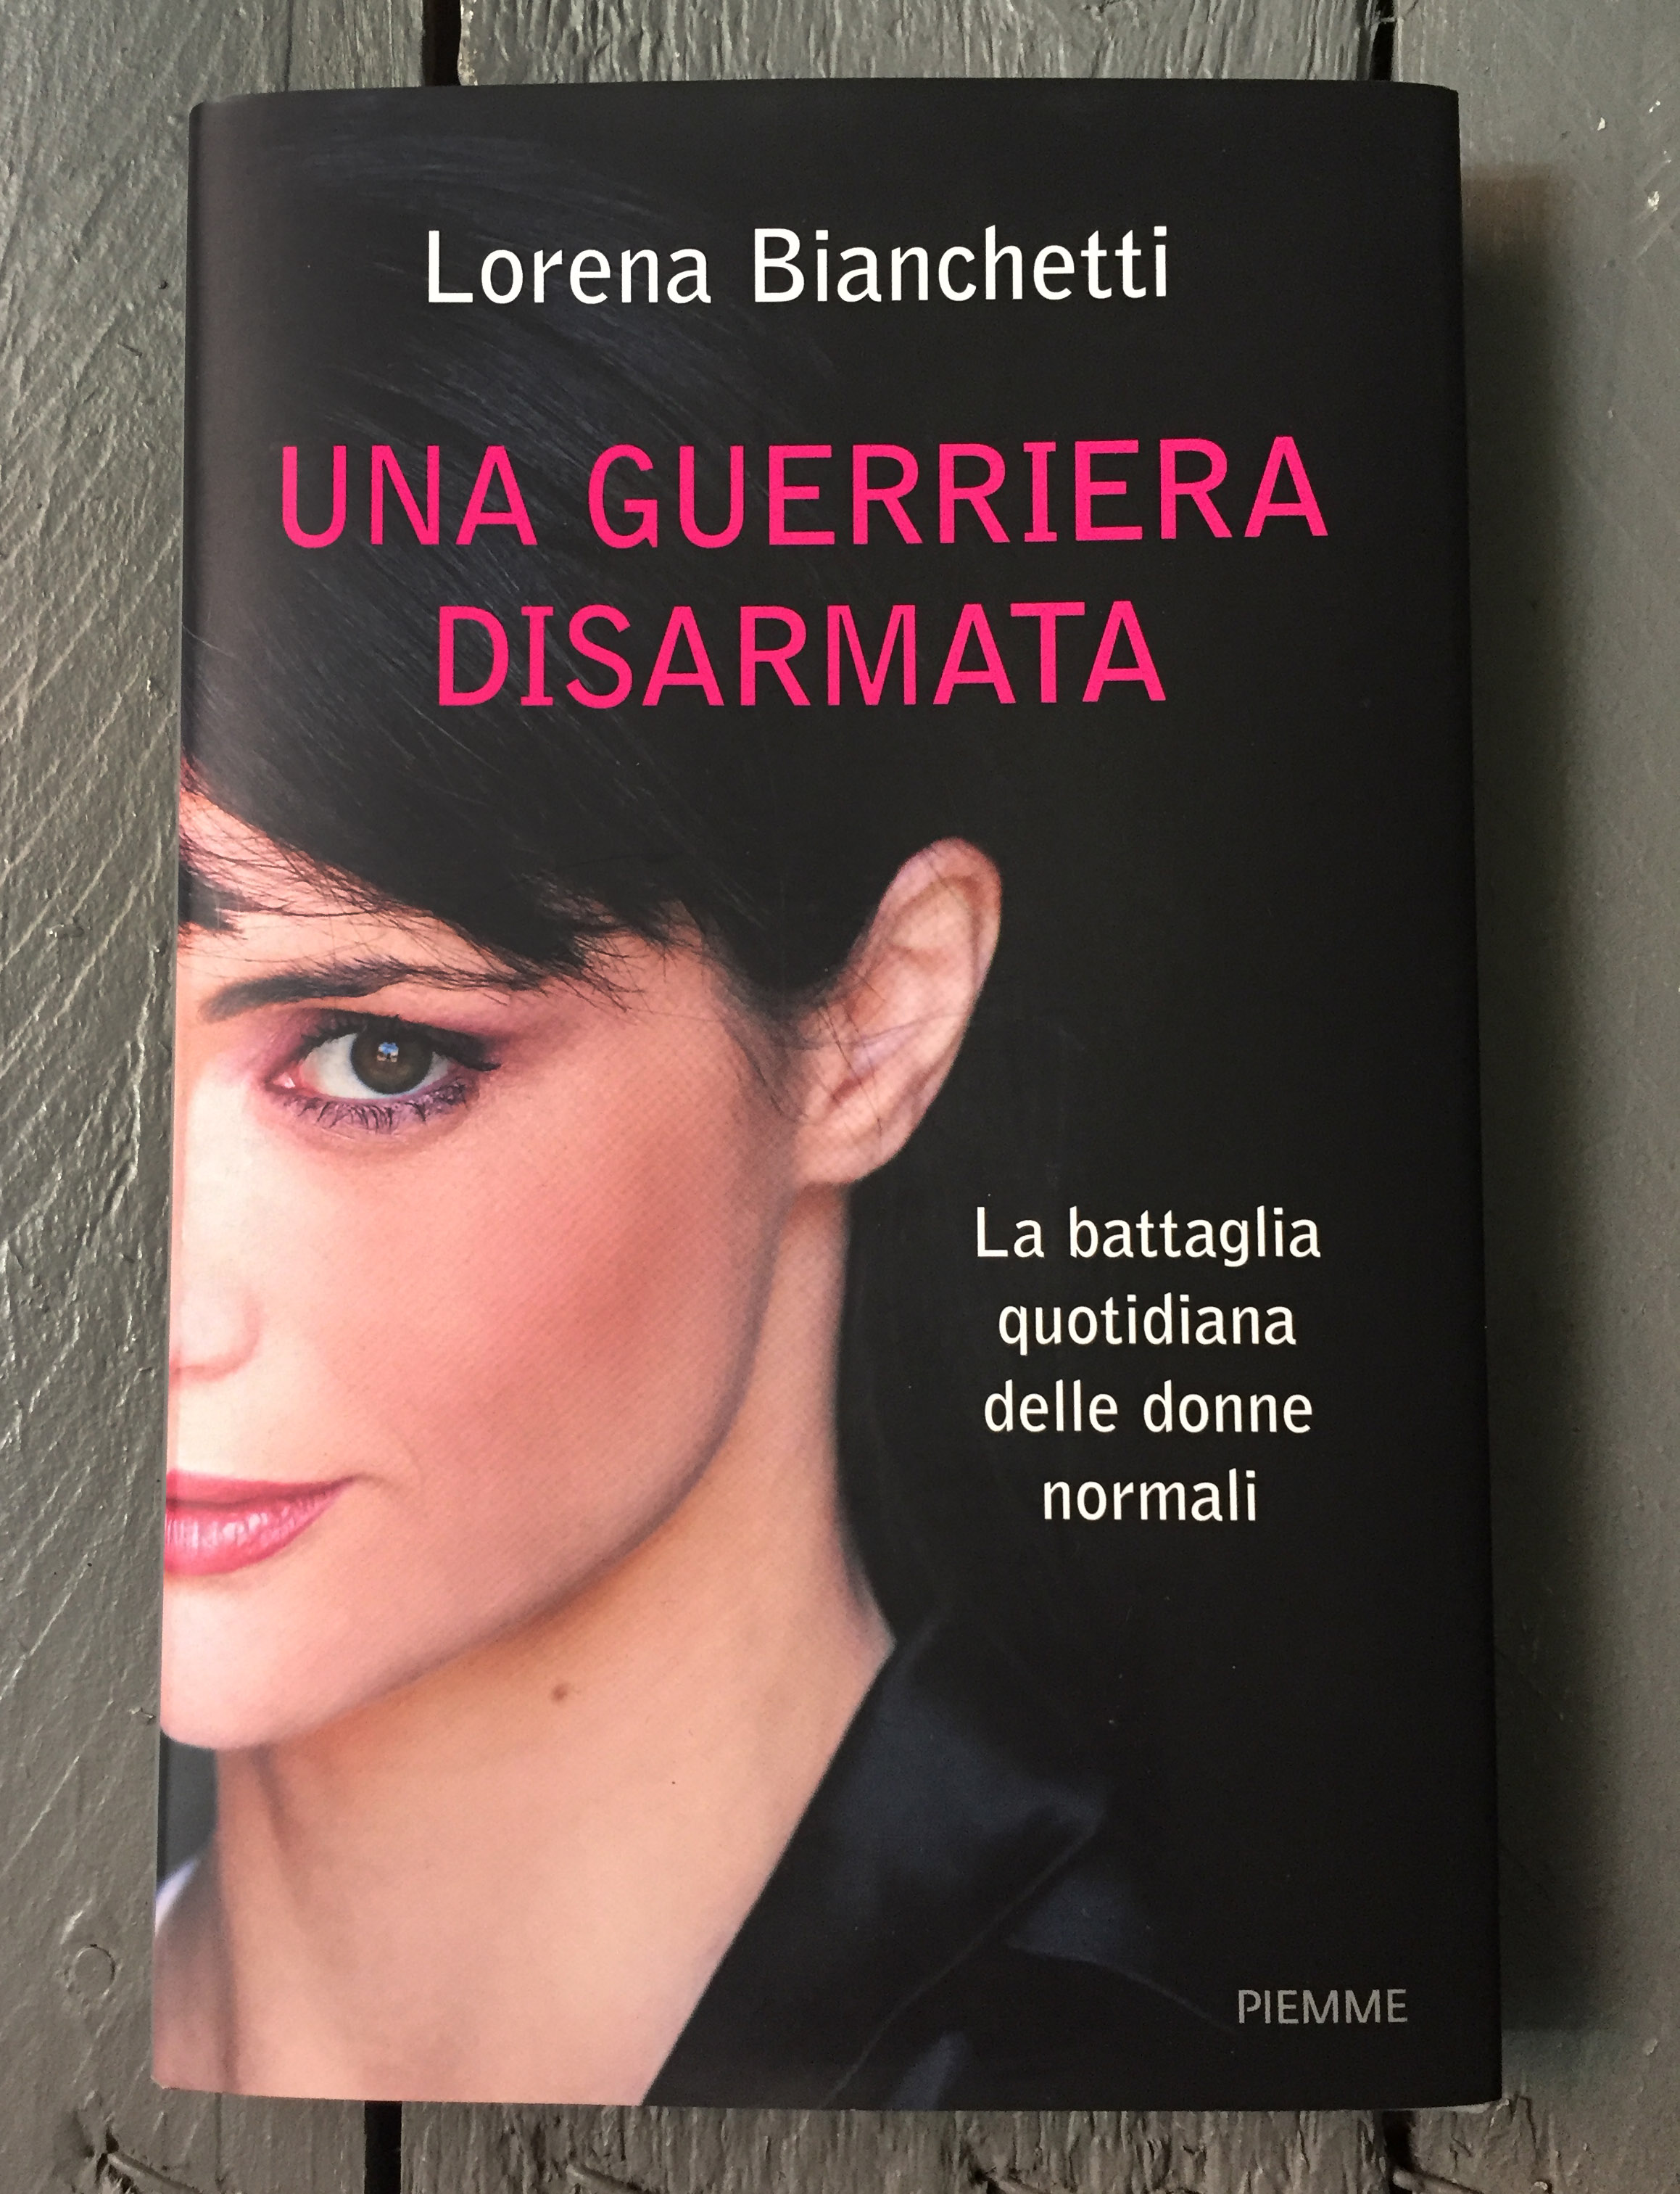 Lorena Bianchetti
UNA GUERRIERA
DISARMATA
La battaglia
quotidiana
delle donne
normali
PIEMME